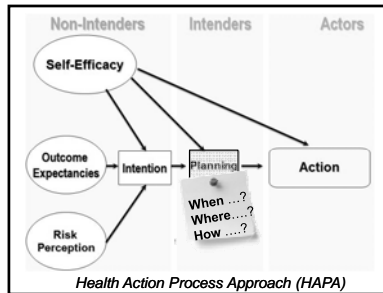 Non-Intenders Intenders Actors
Self-Efficacy
Outcome
Expectancies
Intention
Planning
Action
When ...?
Where....?
How ....?
Risk
Perception
Health Action Process Approach (HAPA)